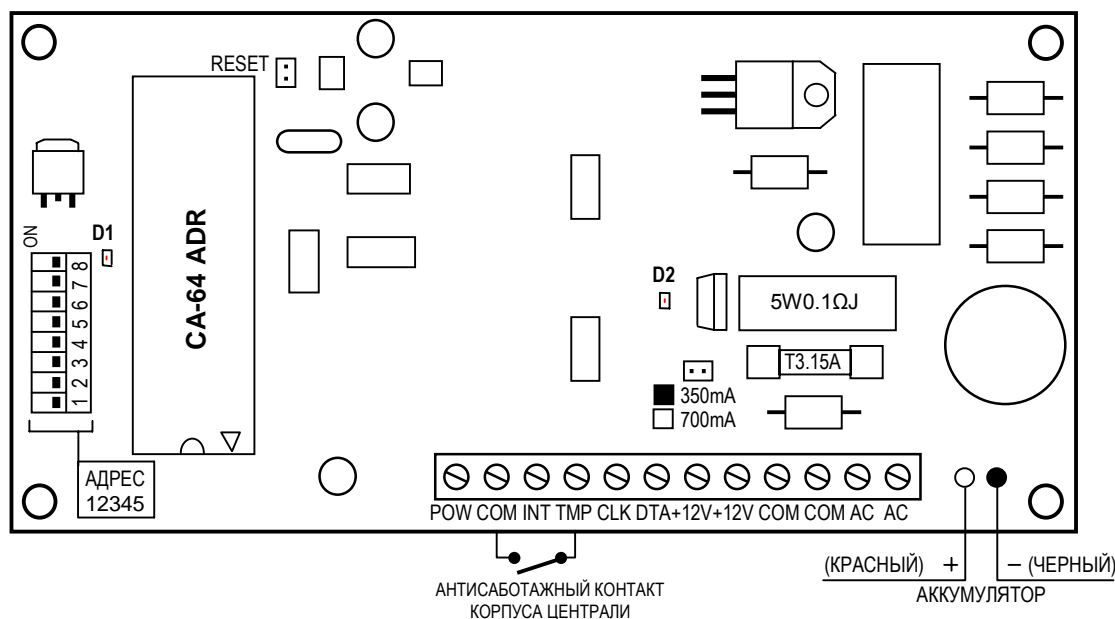 RESET
ON
D1
8
7
6
5
4
3
2
1
CA-64 ADR
D2
5W0.1ΩJ
T3.15A
350mA
700mA
АДРЕС
12345
POW COM INT TMP CLK DTA+12V+12V COM COM AC AC
АНТИСАБОТАЖНЫЙ КОНТАКТ
КОРПУСА ЦЕНТРАЛИ
(КРАСНЫЙ) + − (ЧЕРНЫЙ)
АККУМУЛЯТОР